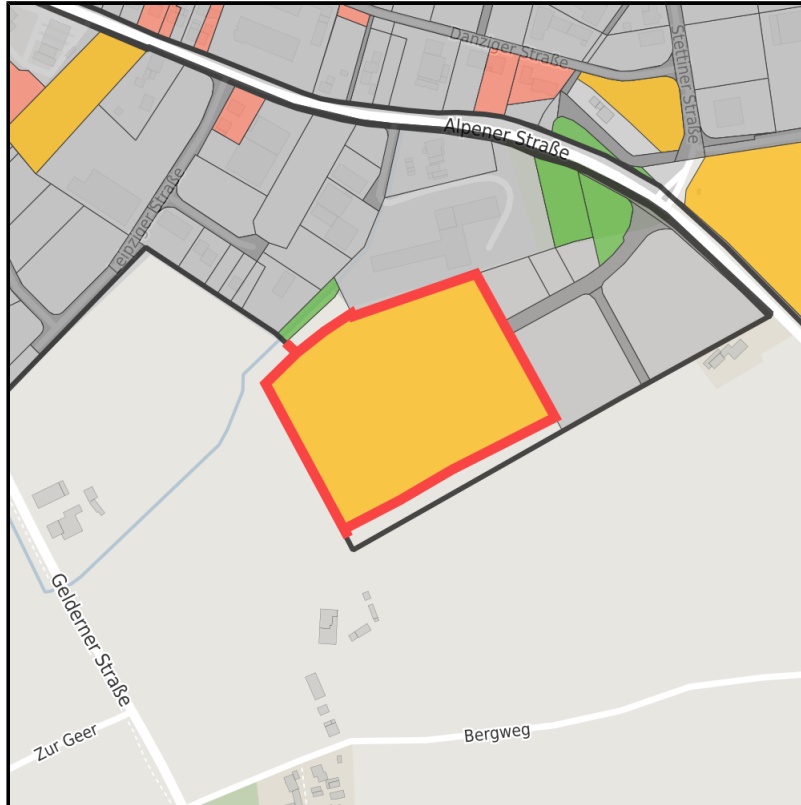 Danziger Straße
Stettiner Straße
Alpener Straße
Leipziger Straße
Gelderner Straße
Zur Geer
Bergweg